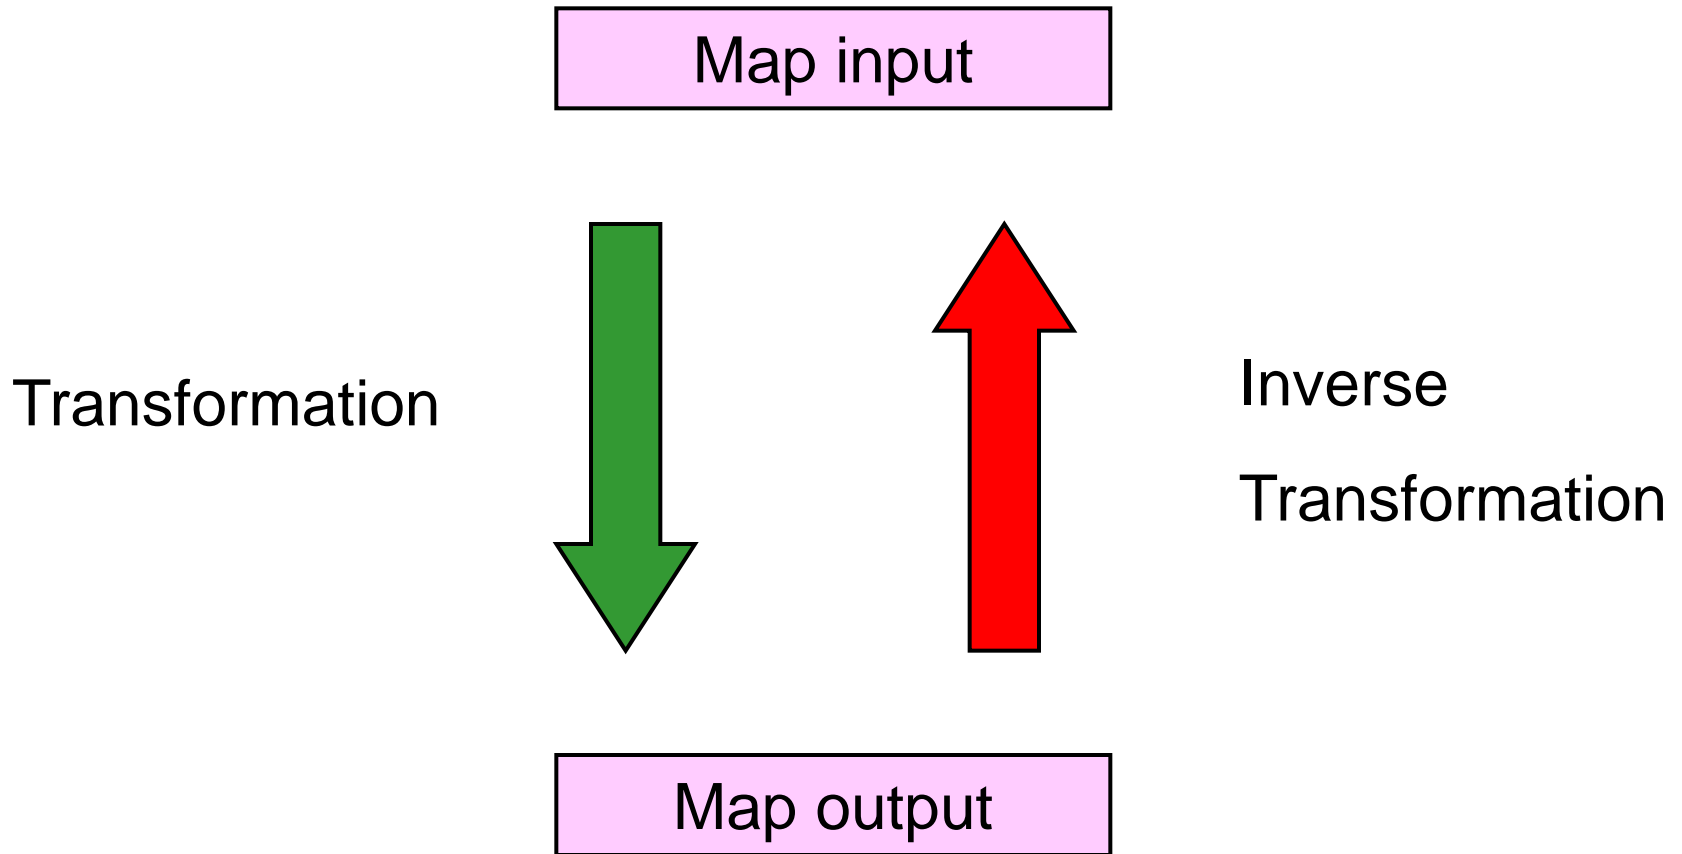 Map input
Transformation
Inverse
Transformation
Map output